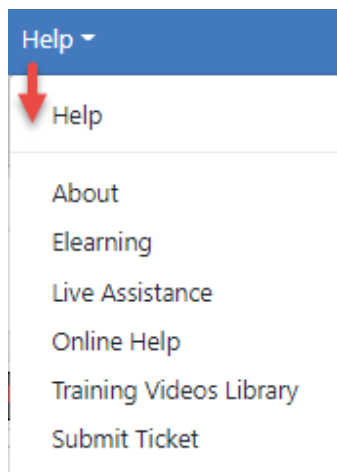 Help
Help
About
Elearning
Live Assistance
Online Help
Training Videos Library
Submit Ticket